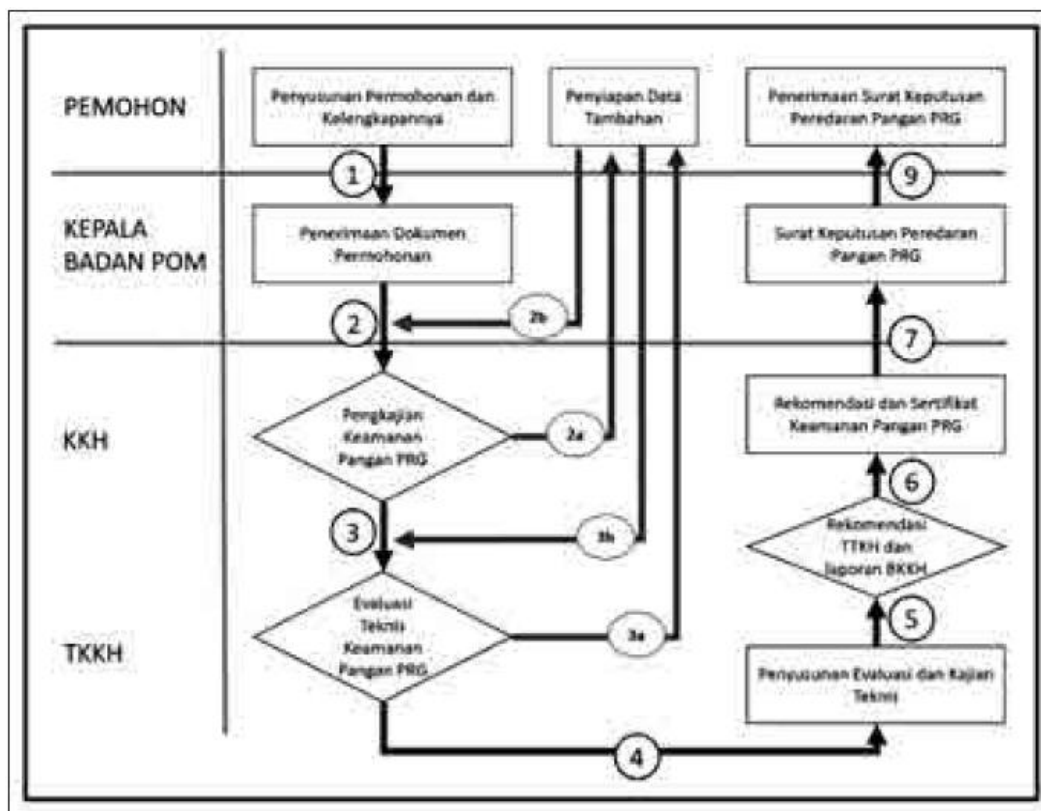 PEMOHON
Penyusunan Permohonan dan
Kelengkapannya
Penyiapan Data
Tambahan
Penerimaan Surat Keputusan
Peredaran Pangan PRG
1
9
KEPALA
BADAN POM
Penerimaan Dokumen
Permohonan
Surat Keputusan Peredaran
Pangan PRG
2
2b
7
KKH
Pengkajian
Keamanan
Pangan PRG
2a
Rekomendasi dan Sertifikat
Keamanan Pangan PRG
6
3
3b
Rekomendasi
TTKH dan
laporan BKKH
TKKH
Evaluasi
Teknis
Keamanan
Pangan PRG
3a
5
Penyusunan Evaluasi dan Kajian
Teknis
4